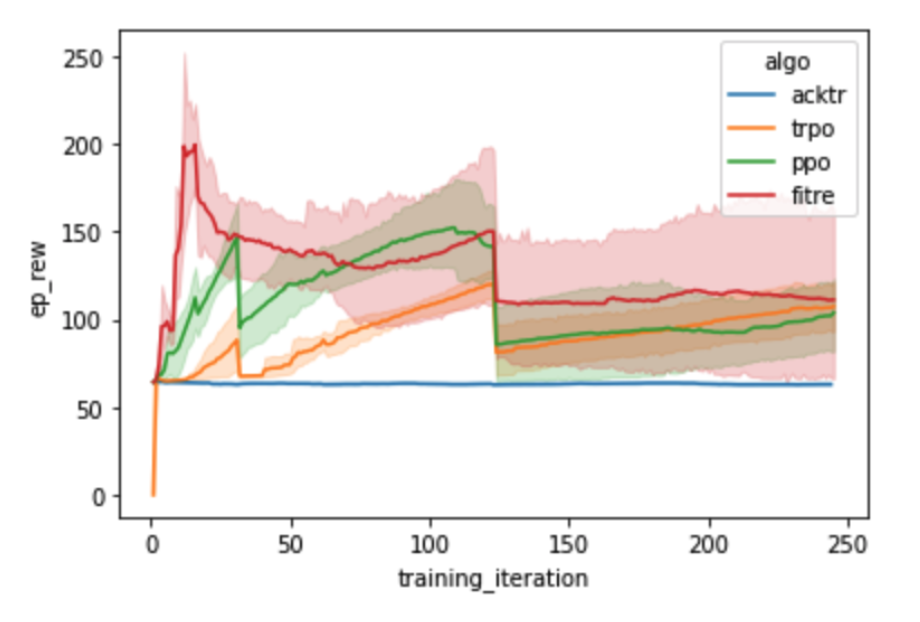 ep_rew
250
200
150
100
50
0
algo
acktr
trpo
ppo
fitre
0 50 100 150 200 250
training_iteration